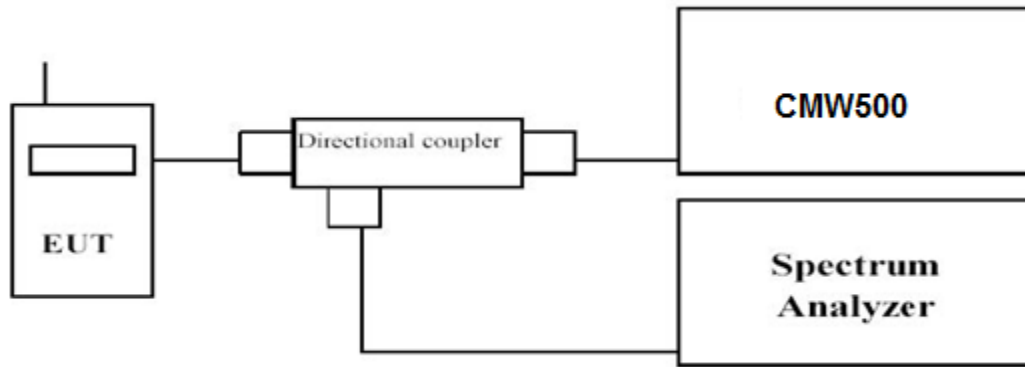 EUT
Directional coupler
CMW500
Spectrum
Analyzer